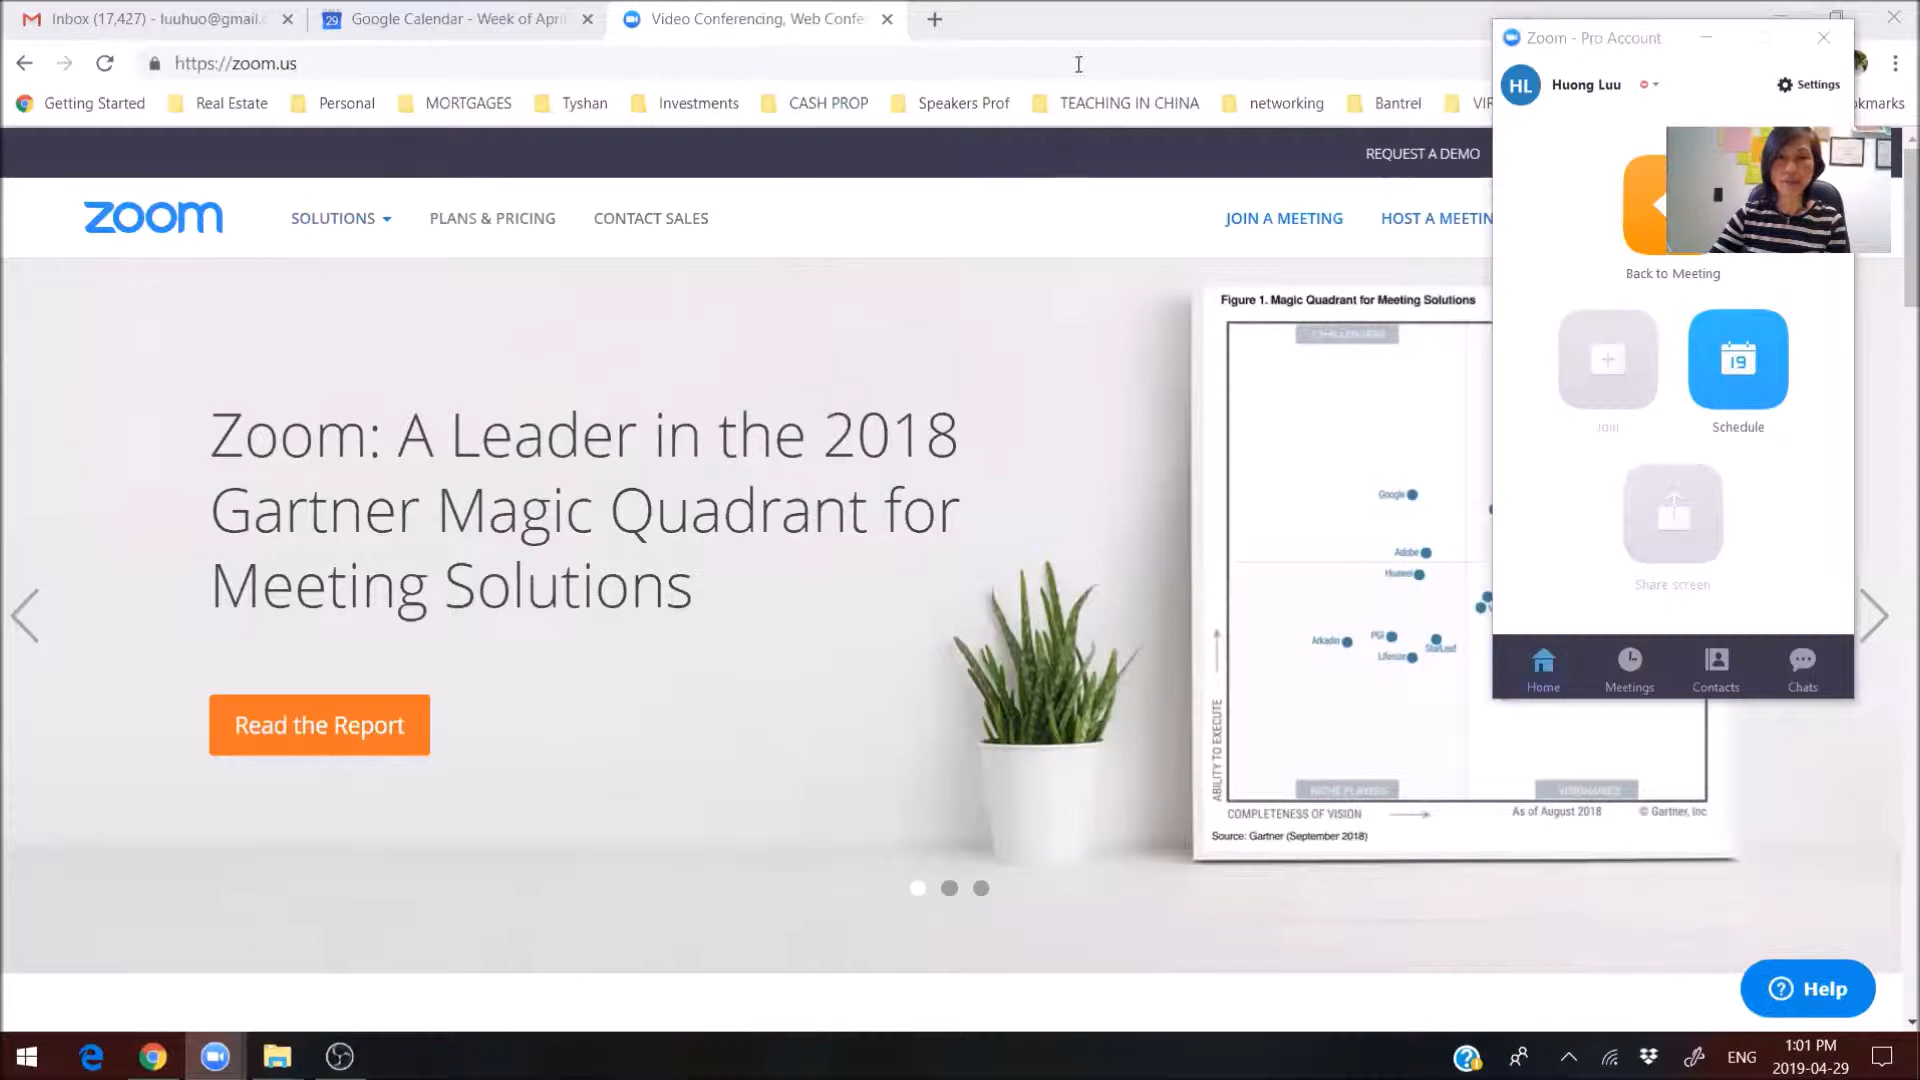 Inbox (17,427) - luuhuo@gmail.c
Google Calendar - Week of April
Video Conferencing, Web Confe
Zoom - Pro Account
https://zoom.us
HL
Huong Luu
Settings
Getting Started
Real Estate
Personal
MORTGAGES
Tyshan
Investments
CASH PROP
Speakers Prof
TEACHING IN CHINA
networking
Bantrel
VIR
okmarks
REQUEST A DEMO
zoom
SOLUTIONS
PLANS & PRICING
CONTACT SALES
JOIN A MEETING
HOST A MEETIN
Back to Meeting
19
Join
Schedule
Share screen
Home
Meetings
Contacts
Chats
Zoom: A Leader in the 2018
Gartner Magic Quadrant for
Meeting Solutions
Read the Report
Figure 1. Magic Quadrant for Meeting Solutions
CHALLENGERS
Google
Adobe
Huawei
Arkadin
PGi
StarLeaf
Lifesize
ABILITY TO EXECUTE
NICHE PLAYERS
VISIONARIES
COMPLETENESS OF VISION
As of August 2018
© Gartner, Inc
Source: Gartner (September 2018)
Help
ENG
1:01 PM
2019-04-29